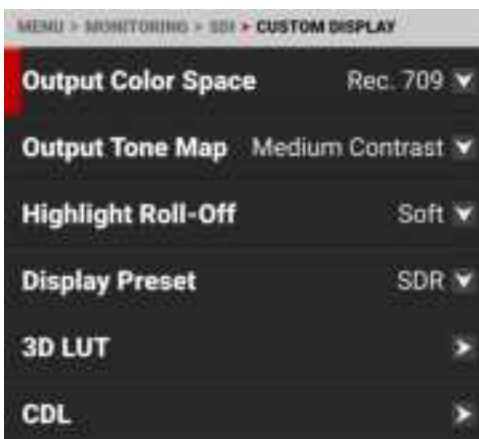 MENU > MONITORING > SDI > CUSTOM DISPLAY
Output Color Space Rec. 709
Output Tone Map Medium Contrast
Highlight Roll-Off Soft
Display Preset SDR
3D LUT
CDL